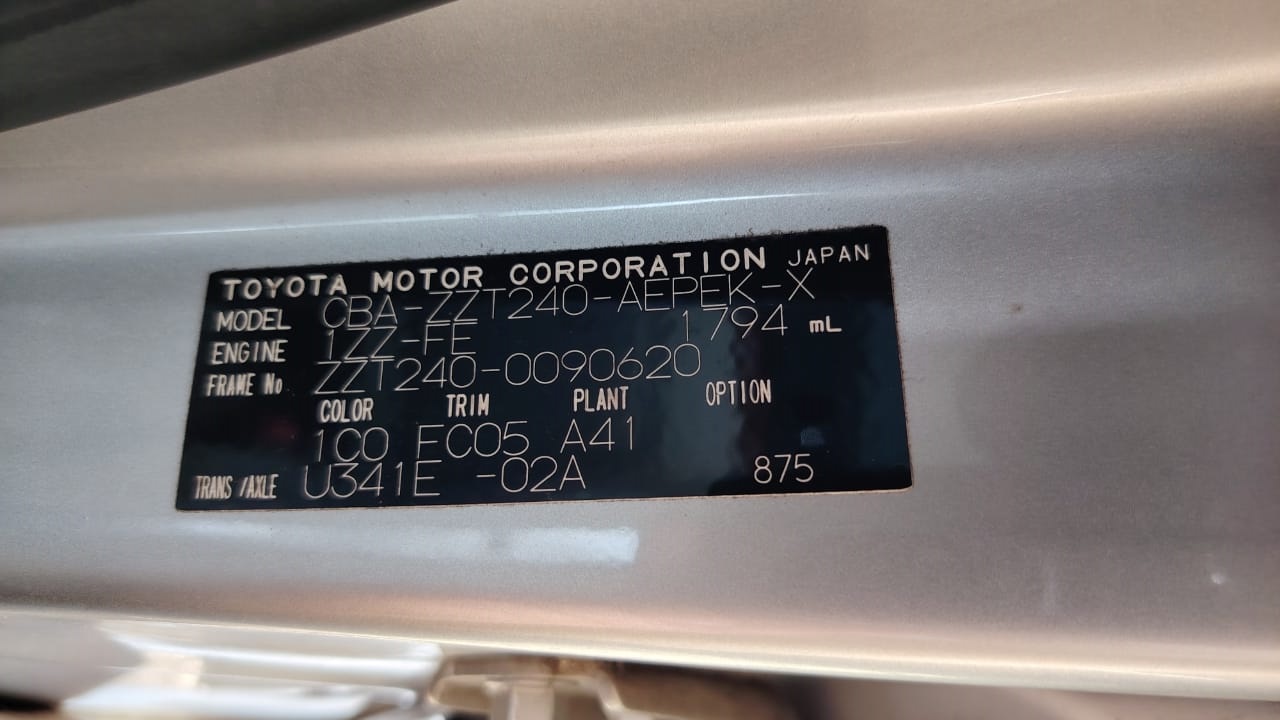 TOYOTA MOTOR CORPORATION JAPAN
MODEL CBA-ZZT240-AEPEK-X
ENGINE 1ZZ-FE 1794 mL
FRAME No. ZZT240-0090620
COLOR TRIM PLANT OPTION
1C0 FC05 A41
TRANS/AXLE U341E -02A 875